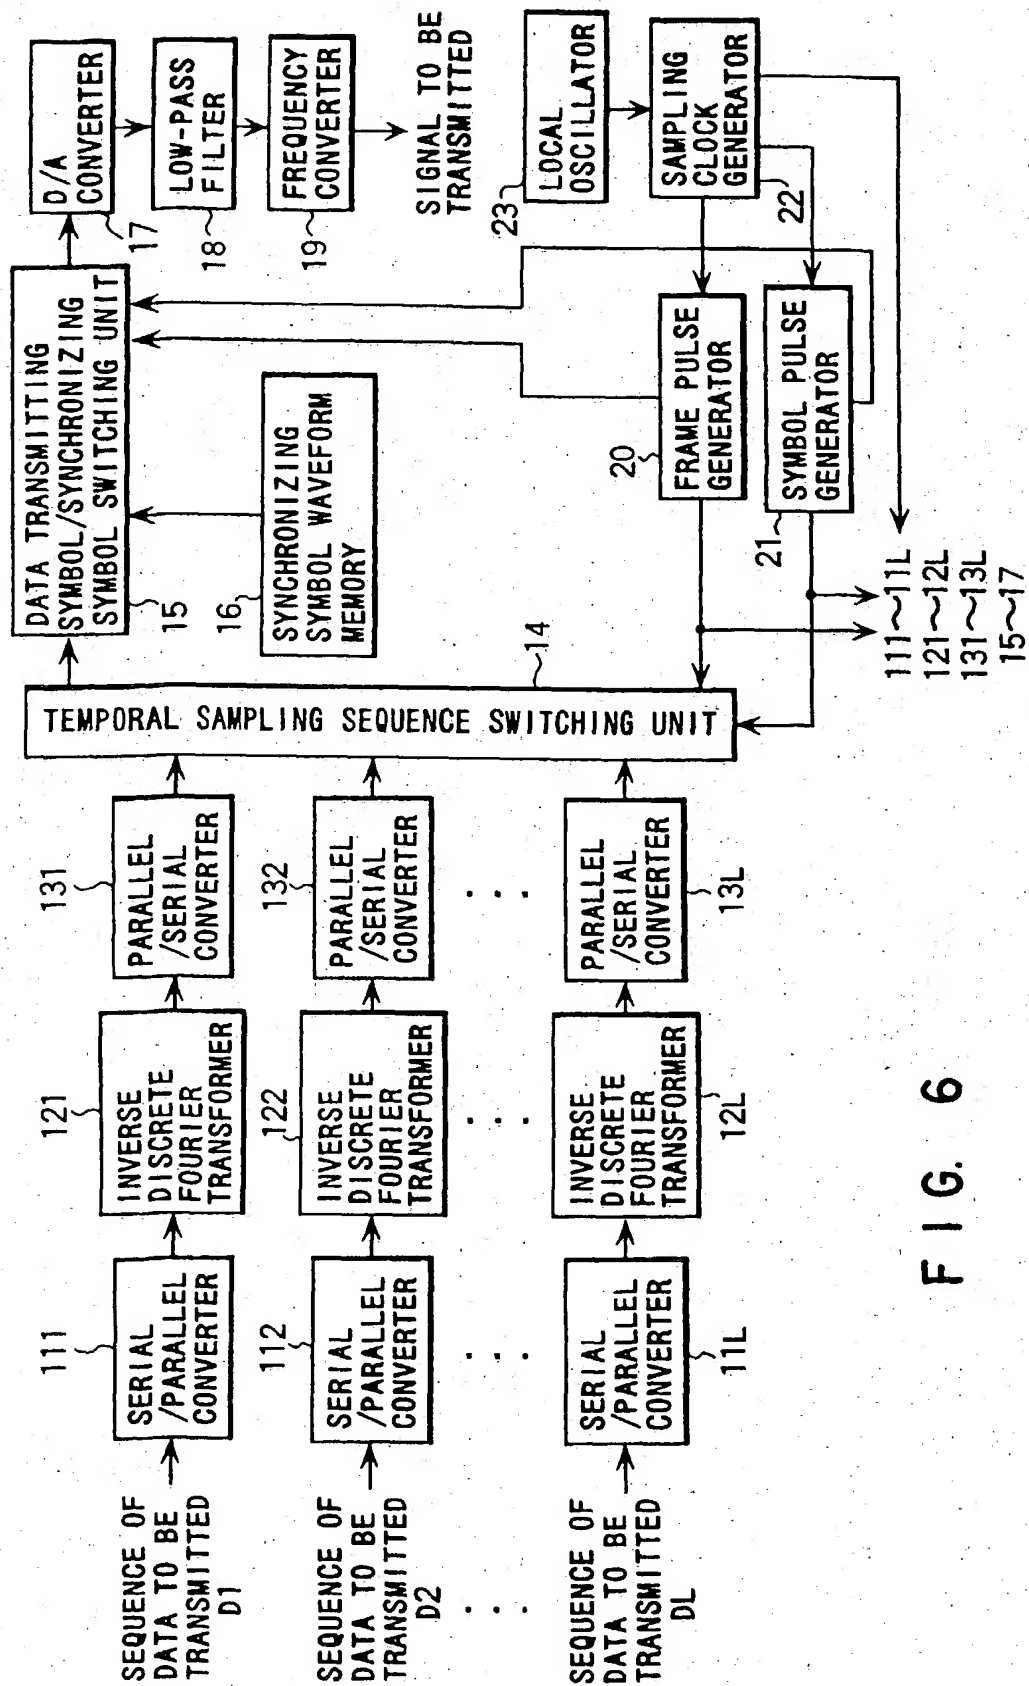 SEQUENCE OF
DATA TO BE
TRANSMITTED
D1
111
SERIAL
/PARALLEL
CONVERTER
121
INVERSE
DISCRETE
FOURIER
TRANSFORMER
131
PARALLEL
/SERIAL
CONVERTER
SEQUENCE OF
DATA TO BE
TRANSMITTED
D2
112
SERIAL
/PARALLEL
CONVERTER
122
INVERSE
DISCRETE
FOURIER
TRANSFORMER
132
PARALLEL
/SERIAL
CONVERTER
. . .
. . .
. . .
. . .
SEQUENCE OF
DATA TO BE
TRANSMITTED
DL
SERIAL
/PARALLEL
CONVERTER
11L
INVERSE
DISCRETE
FOURIER
TRANSFORMER
12L
PARALLEL
/SERIAL
CONVERTER
13L
TEMPORAL SAMPLING SEQUENCE SWITCHING UNIT
14
DATA TRANSMITTING
SYMBOL/SYNCHRONIZING
SYMBOL SWITCHING UNIT
15
16
SYNCHRONIZING
SYMBOL WAVEFORM
MEMORY
D/A
CONVERTER
17
LOW-PASS
FILTER
18
FREQUENCY
CONVERTER
19
SIGNAL TO BE
TRANSMITTED
23
LOCAL
OSCILLATOR
SAMPLING
CLOCK
GENERATOR
22
20
FRAME PULSE
GENERATOR
21
SYMBOL PULSE
GENERATOR
111~11L
121~12L
131~13L
15~17
FIG. 6